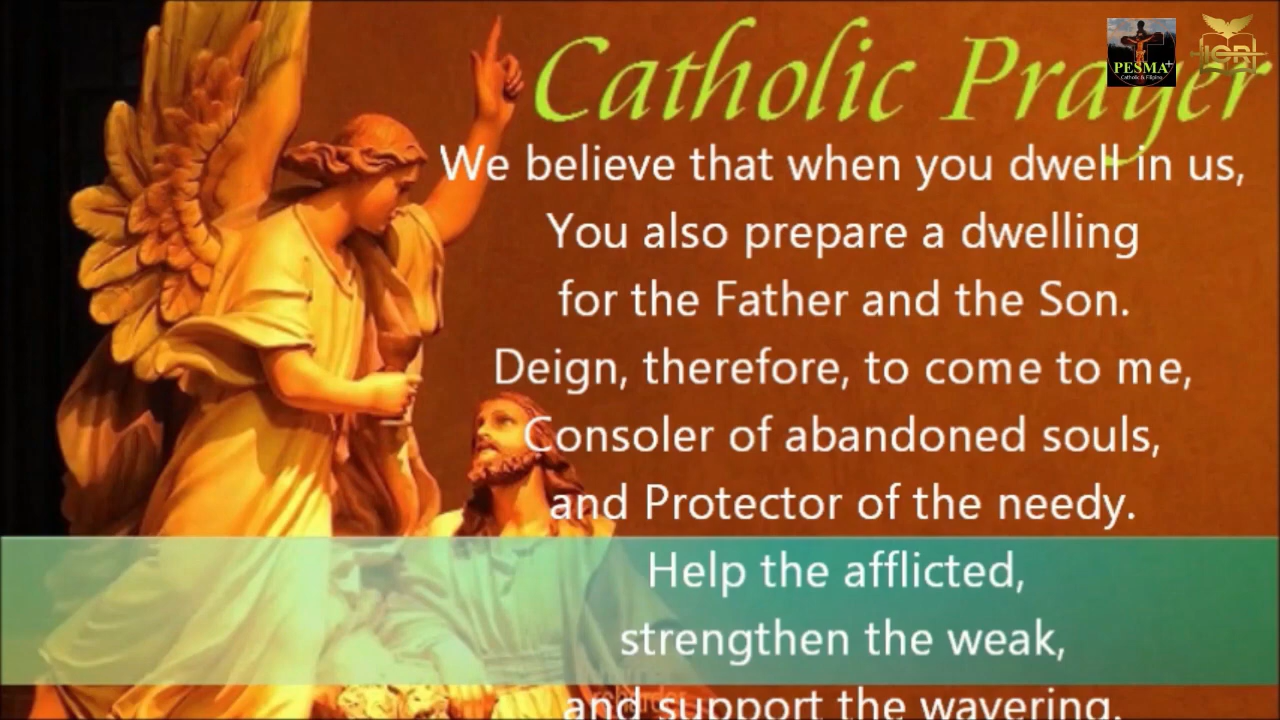 Catholic Prayer
PESMA+
Catholic & Filipino
We believe that when you dwell in us,
You also prepare a dwelling
for the Father and the Son.
Deign, therefore, to come to me,
Consoler of abandoned souls,
and Protector of the needy.
Help the afflicted,
strengthen the weak,
and support the wavering.